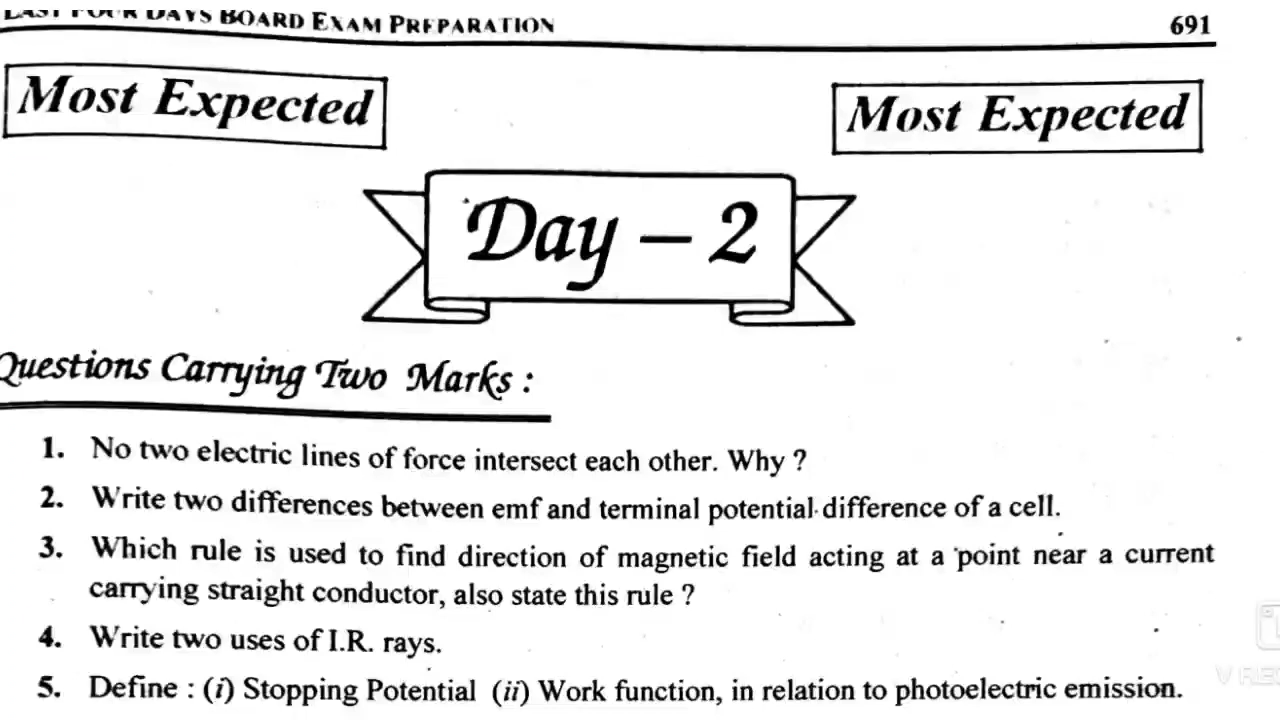 LAST FOUR DAYS BOARD EXAM PREPARATION 691
Most Expected Most Expected
Day – 2
Questions Carrying Two Marks :
1. No two electric lines of force intersect each other. Why ?
2. Write two differences between emf and terminal potential difference of a cell.
3. Which rule is used to find direction of magnetic field acting at a point near a current
carrying straight conductor, also state this rule ?
4. Write two uses of I.R. rays.
5. Define : (i) Stopping Potential (ii) Work function, in relation to photoelectric emission.